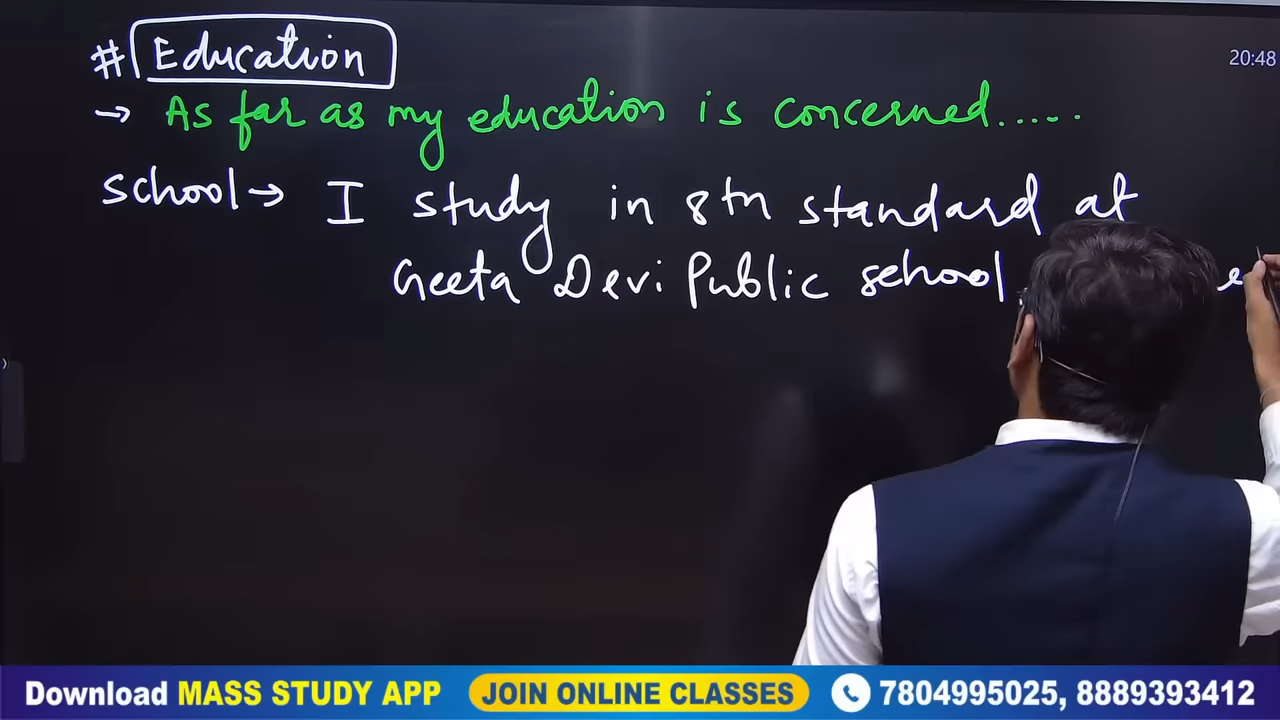 # Education
20:48
→ As far as my education is concerned.....
School → I study in 8th standard at
Geeta Devi Public school
Download MASS STUDY APP JOIN ONLINE CLASSES 7804995025, 8889393412